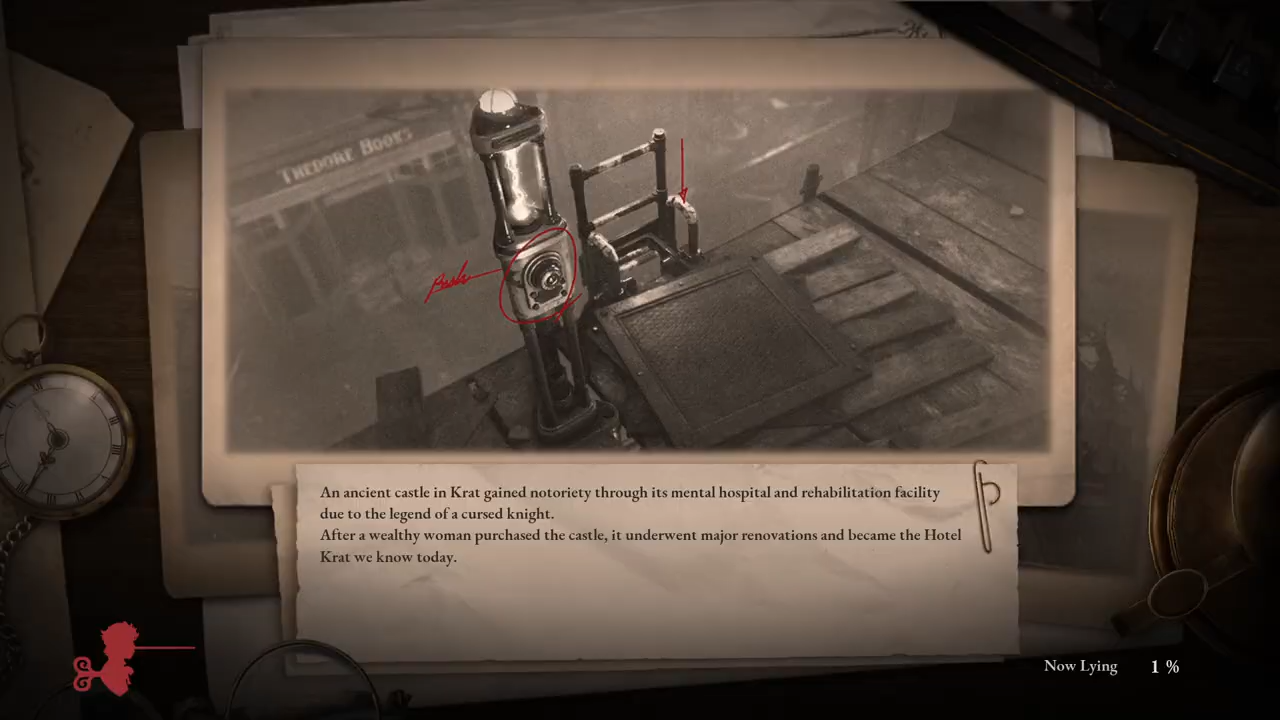 THEDORE BOOKS
An ancient castle in Krat gained notoriety through its mental hospital and rehabilitation facility
due to the legend of a cursed knight.
After a wealthy woman purchased the castle, it underwent major renovations and became the Hotel
Krat we know today.
Now Lying 1 %